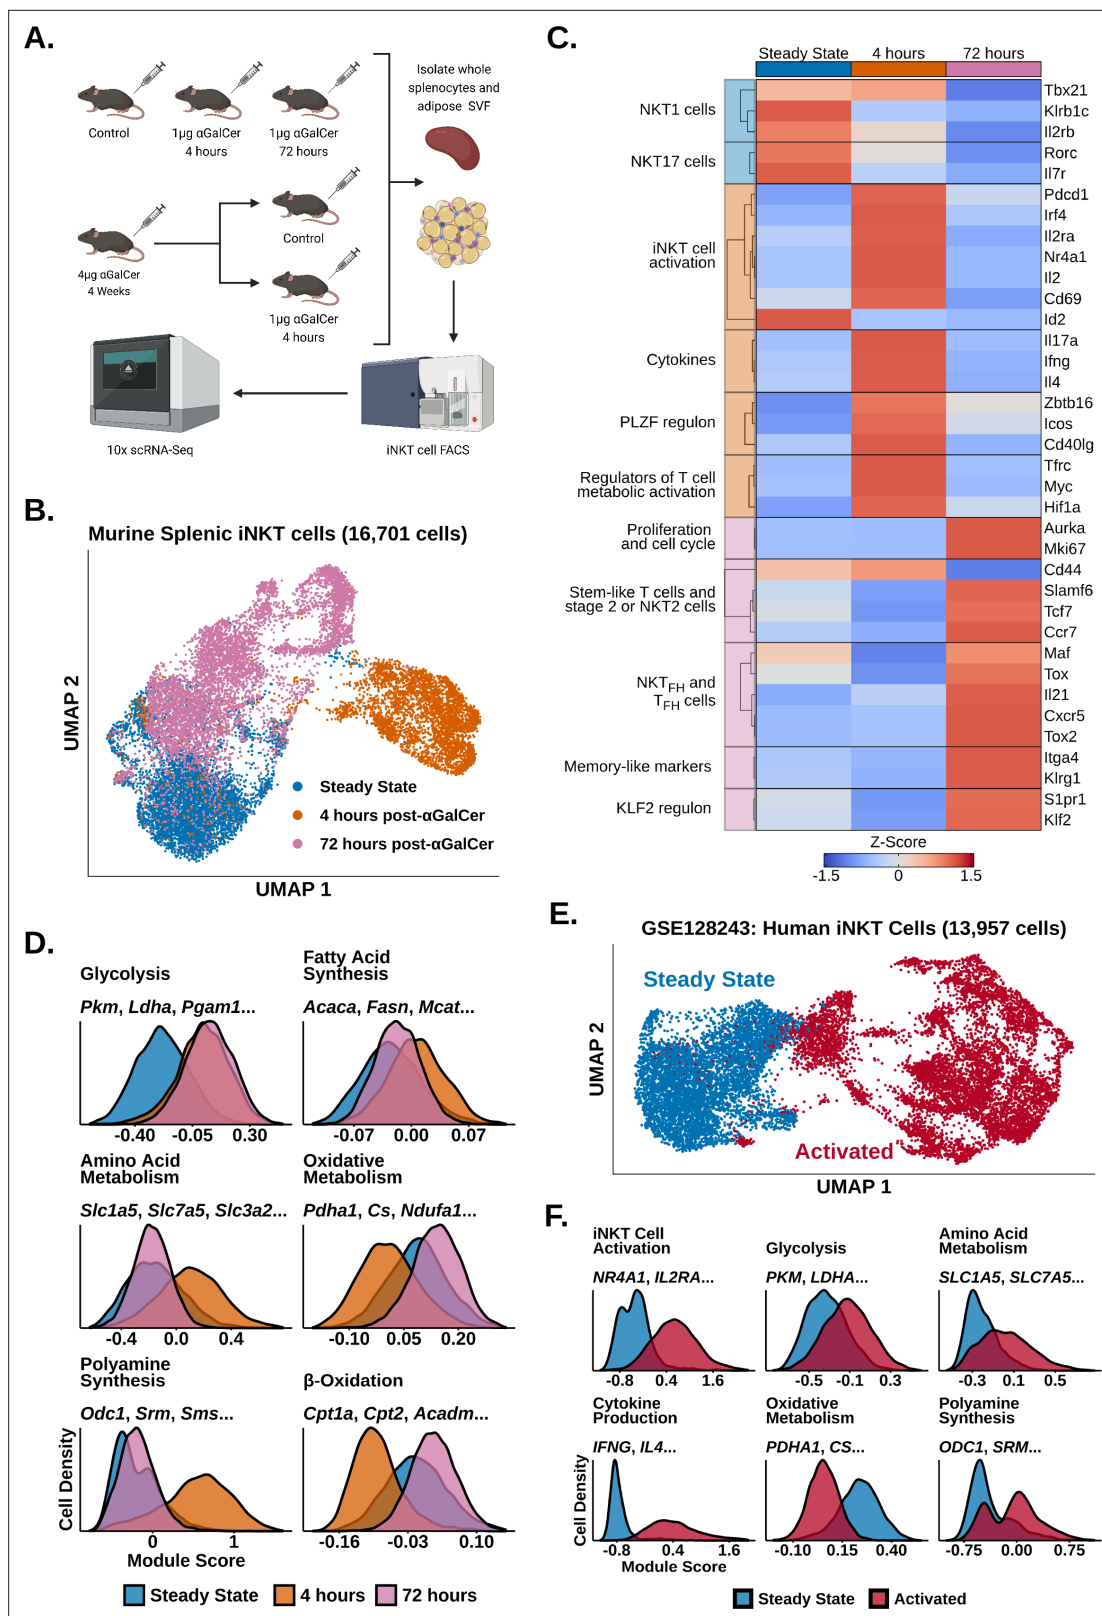 A.
Control
1µg αGalCer
4 hours
1µg αGalCer
72 hours
Isolate whole
splenocytes and
adipose SVF
4µg αGalCer
4 Weeks
Control
1µg αGalCer
4 hours
10x scRNA-Seq
iNKT cell FACS
B.
Murine Splenic iNKT cells (16,701 cells)
UMAP 2
Steady State
4 hours post-αGalCer
72 hours post-αGalCer
UMAP 1
C.
Steady State
4 hours
72 hours
NKT1 cells
NKT17 cells
iNKT cell
activation
Cytokines
PLZF regulon
Regulators of T cell
metabolic activation
Proliferation
and cell cycle
Stem-like T cells and
stage 2 or NKT2 cells
NKTFH and
TFH cells
Memory-like markers
KLF2 regulon
Tbx21
Klrb1c
Il2rb
Rorc
Il7r
Pdcd1
Irf4
Il2ra
Nr4a1
Il2
Cd69
Id2
Il17a
Ifng
Il4
Zbtb16
Icos
Cd40lg
Tfrc
Myc
Hif1a
Aurka
Mki67
Cd44
Slamf6
Tcf7
Ccr7
Maf
Tox
Il21
Cxcr5
Tox2
Itga4
Klrg1
S1pr1
Klf2
Z-Score
-1.5 0 1.5
D.
Glycolysis
Pkm, Ldha, Pgam1...
-0.40 -0.05 0.30
Fatty Acid
Synthesis
Acaca, Fasn, Mcat...
-0.07 0.00 0.07
Amino Acid
Metabolism
Slc1a5, Slc7a5, Slc3a2...
-0.4 0.0 0.4
Oxidative
Metabolism
Pdha1, Cs, Ndufa1...
-0.10 0.05 0.20
Polyamine
Synthesis
Odc1, Srm, Sms...
Cell Density
0 1
Module Score
β-Oxidation
Cpt1a, Cpt2, Acadm...
-0.16 -0.03 0.10
Steady State 4 hours 72 hours
E.
GSE128243: Human iNKT Cells (13,957 cells)
UMAP 2
Steady State
Activated
UMAP 1
F.
iNKT Cell
Activation
NR4A1, IL2RA...
-0.8 0.4 1.6
Glycolysis
PKM, LDHA...
-0.5 -0.1 0.3
Amino Acid
Metabolism
SLC1A5, SLC7A5...
-0.3 0.1 0.5
Cytokine
Production
IFNG, IL4...
Cell Density
-0.8 0.4 1.6
Module Score
Oxidative
Metabolism
PDHA1, CS...
-0.10 0.15 0.40
Polyamine
Synthesis
ODC1, SRM...
-0.75 0.00 0.75
Steady State Activated